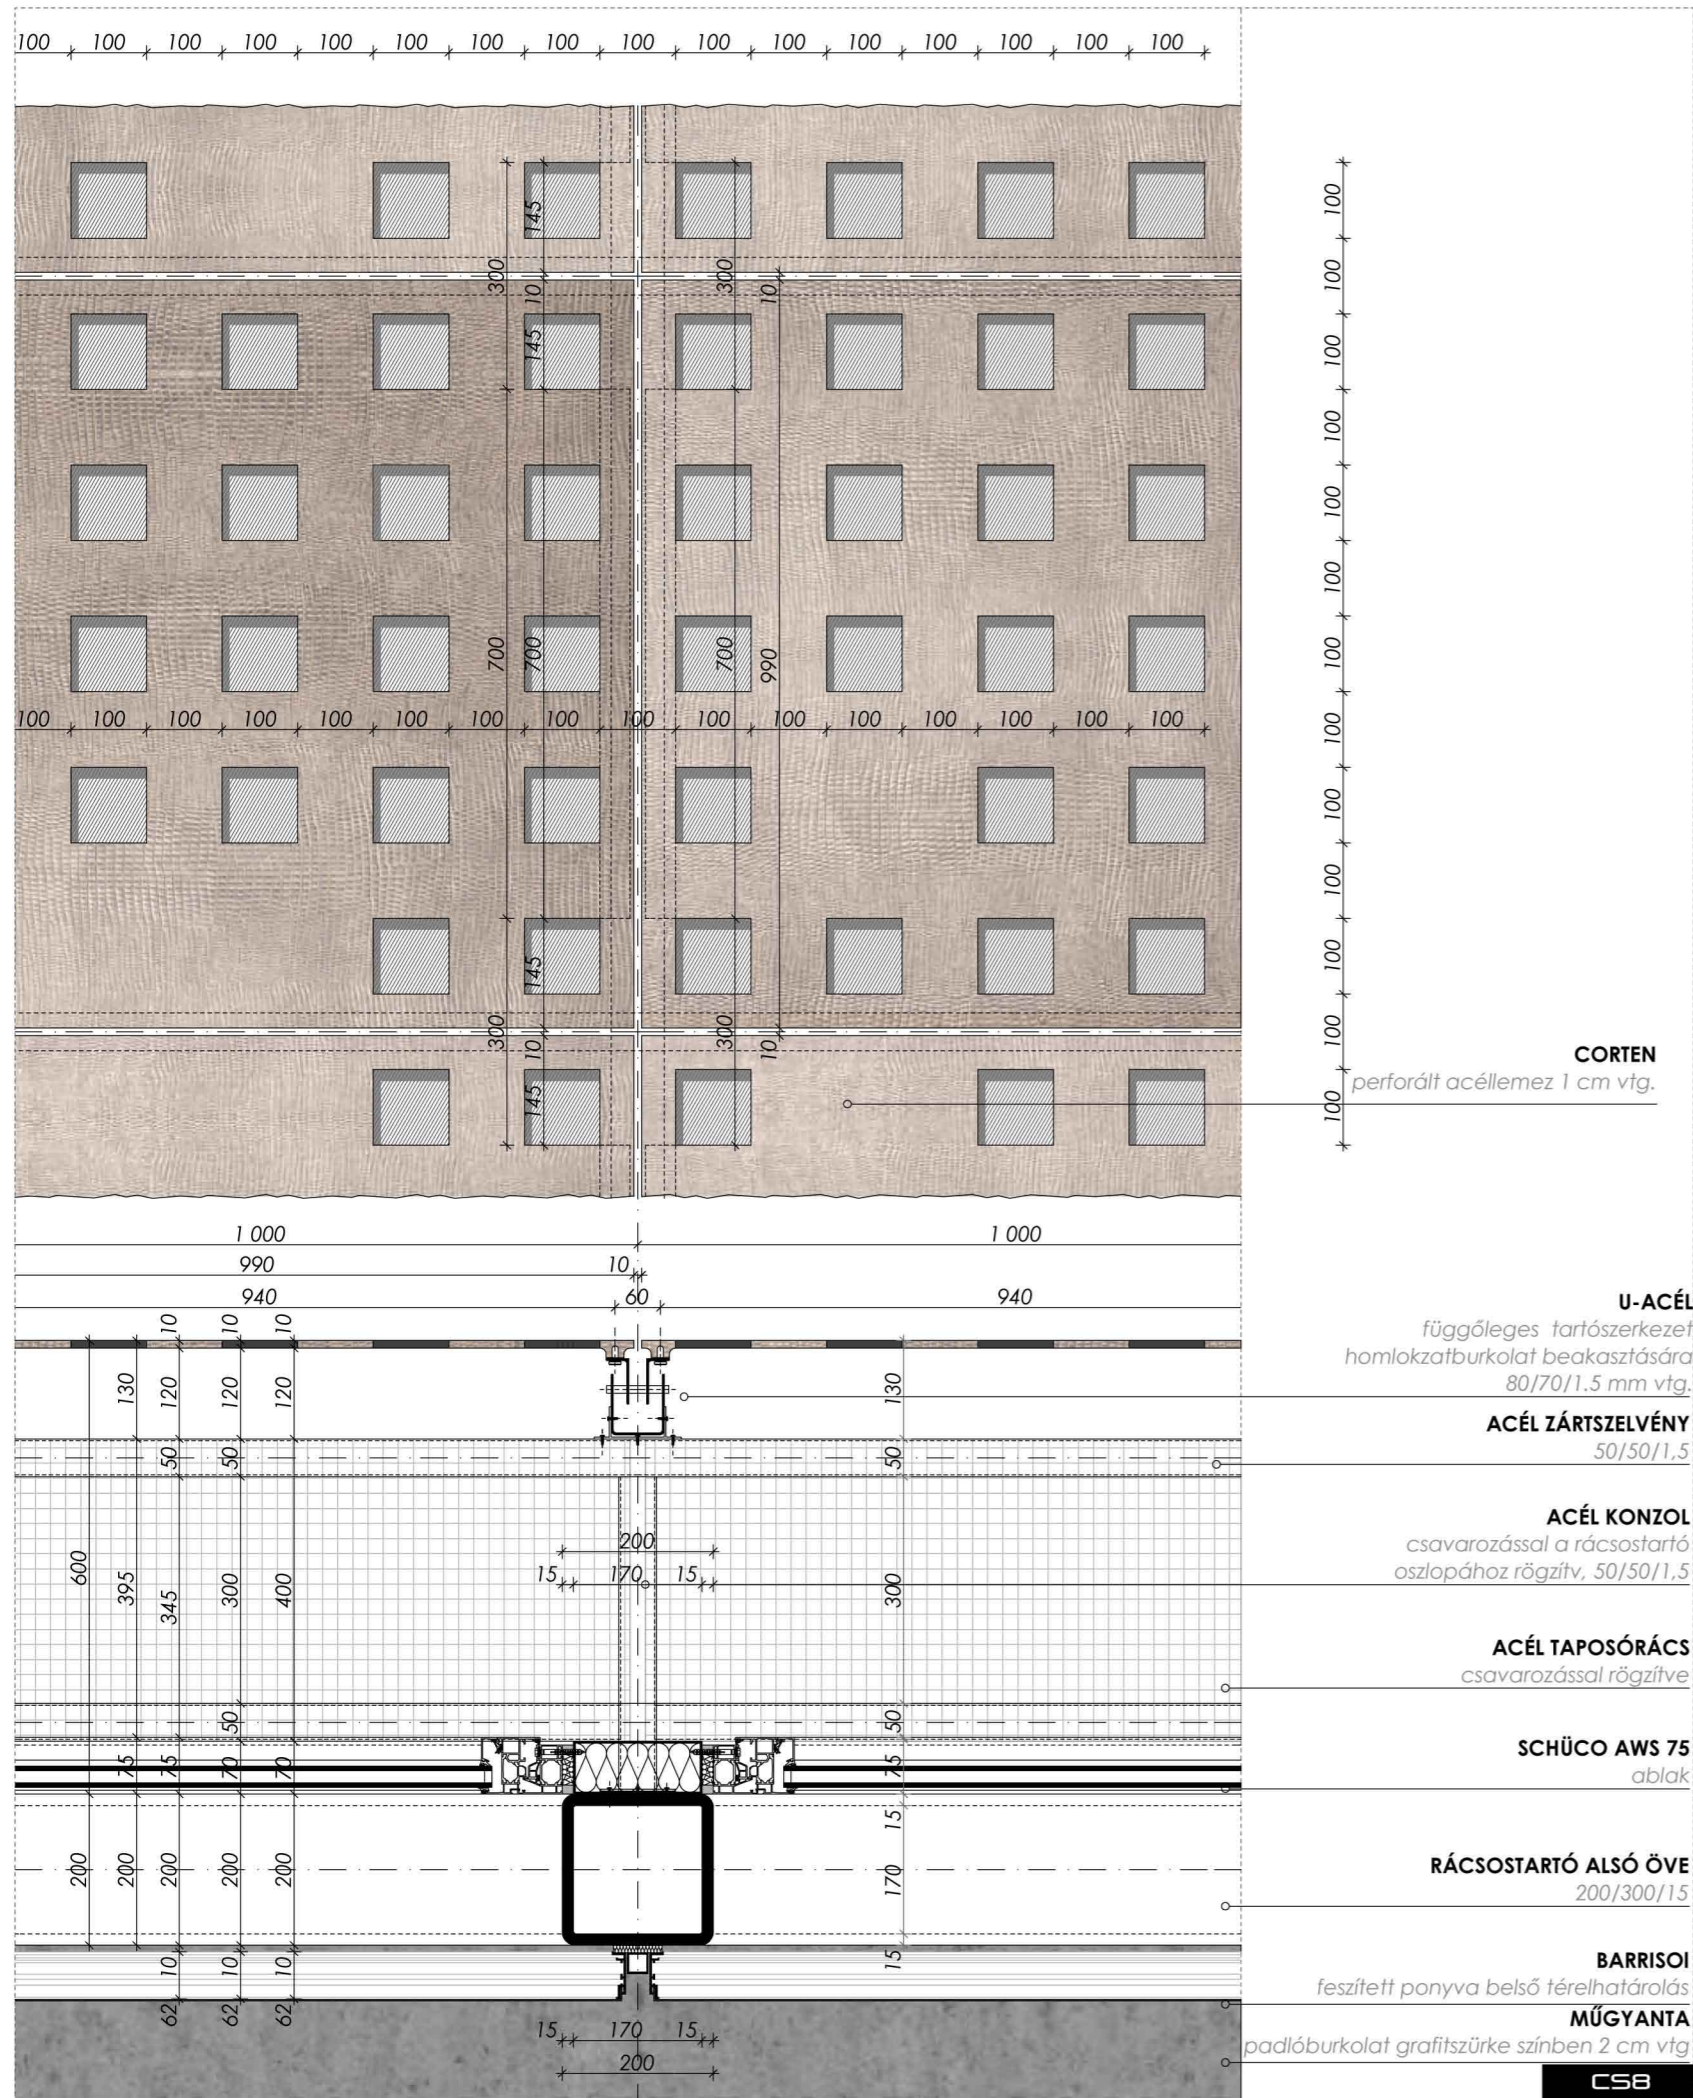 100 100 100 100 100 100 100 100 100 100 100 100 100 100 100 100
145 100
300 300 100
10 10
145 100
100
100
100
700 700 700 990 100
100 100 100 100 100 100 100 100 100 100 100 100 100 100 100 100
100
100
100
145 100
300 300 100
10 10
145 100
CORTEN
perforált acéllemez 1 cm vtg.
1 000 1 000
990 10
940 60 940
10 10 10
130 120 120 120 130
50 50 50
600 395 345 300 400 300
200
15 170 15
50 50
75 75 70 70 75
15
200 200 200 200 200 170
10 10 10 15
62 62 62
15 170 15
200
U-ACÉL
függőleges tartószerkezet
homlokzatburkolat beakasztására
80/70/1.5 mm vtg.
ACÉL ZÁRTSZELVÉNY
50/50/1,5
ACÉL KONZOL
csavarozással a rácsostartó
oszlopához rögzítv, 50/50/1,5
ACÉL TAPOSÓRÁCS
csavarozással rögzítve
SCHÜCO AWS 75
ablak
RÁCSOSTARTÓ ALSÓ ÖVE
200/300/15
BARRISOl
feszített ponyva belső térelhatárolás
MŰGYANTA
padlóburkolat grafitszürke színben 2 cm vtg
CS8